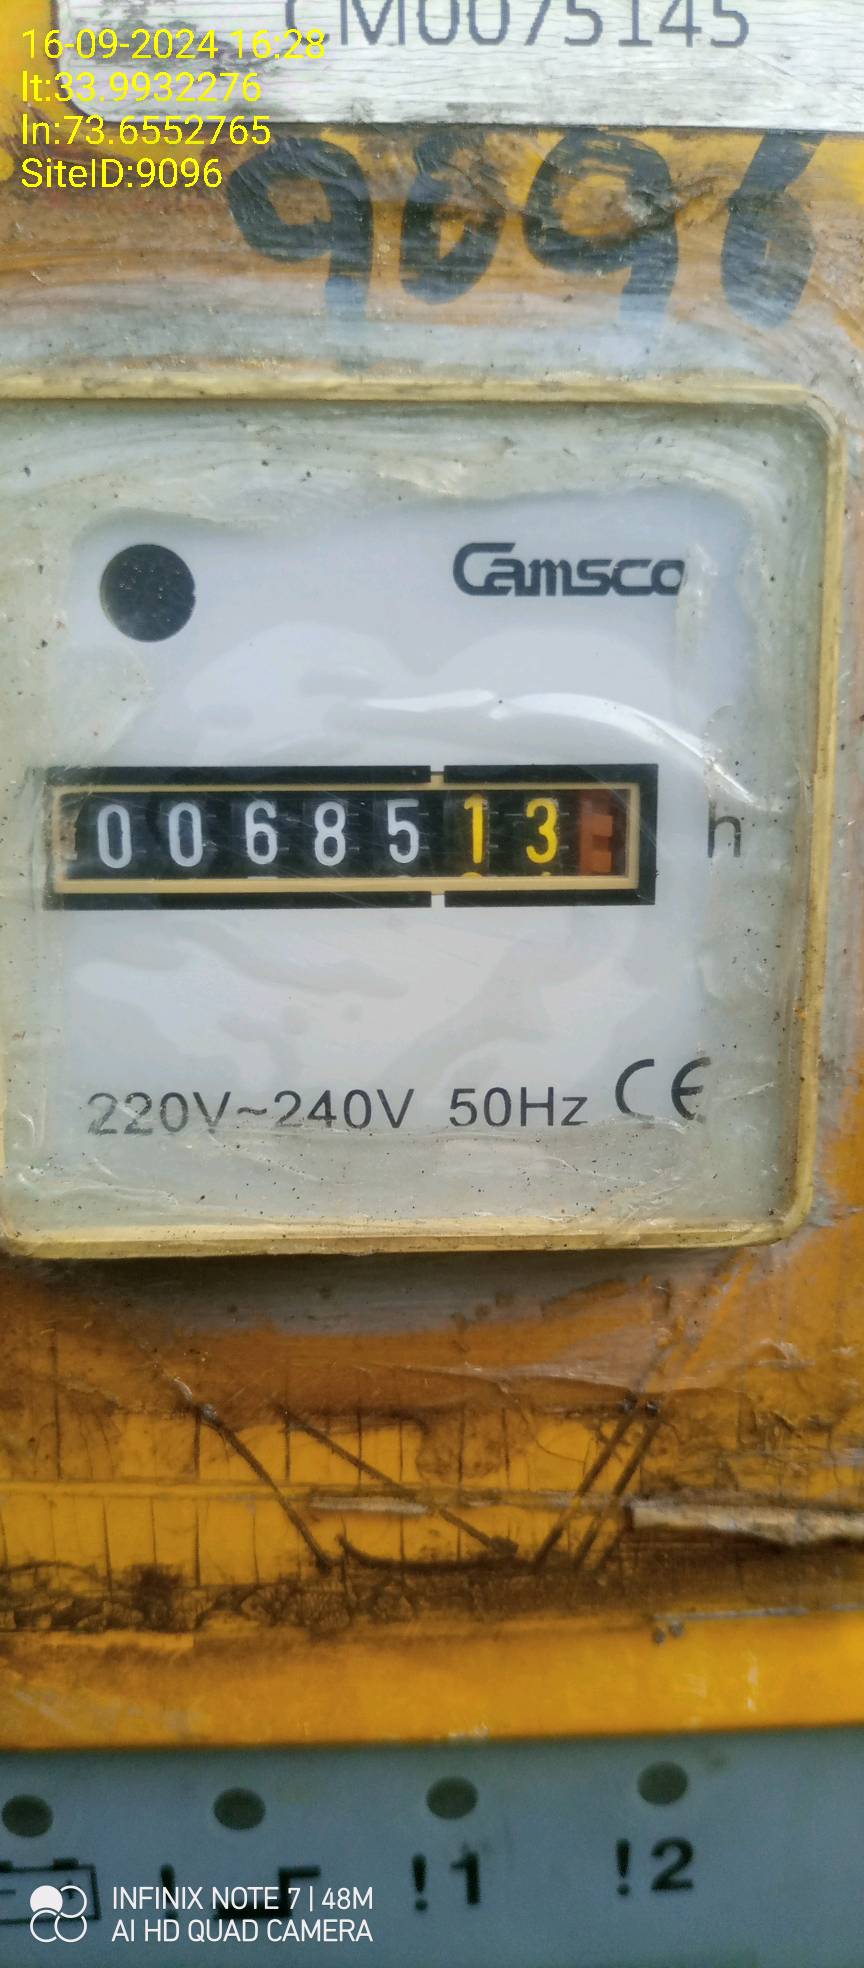 CM0075145
16-09-2024 16:28
lt:33.9932276
ln:73.6552765
SiteID:9096
9096
Camsco
0068513
h
220V~240V 50Hz CE
!1 !2
INFINIX NOTE 7 | 48M
AI HD QUAD CAMERA